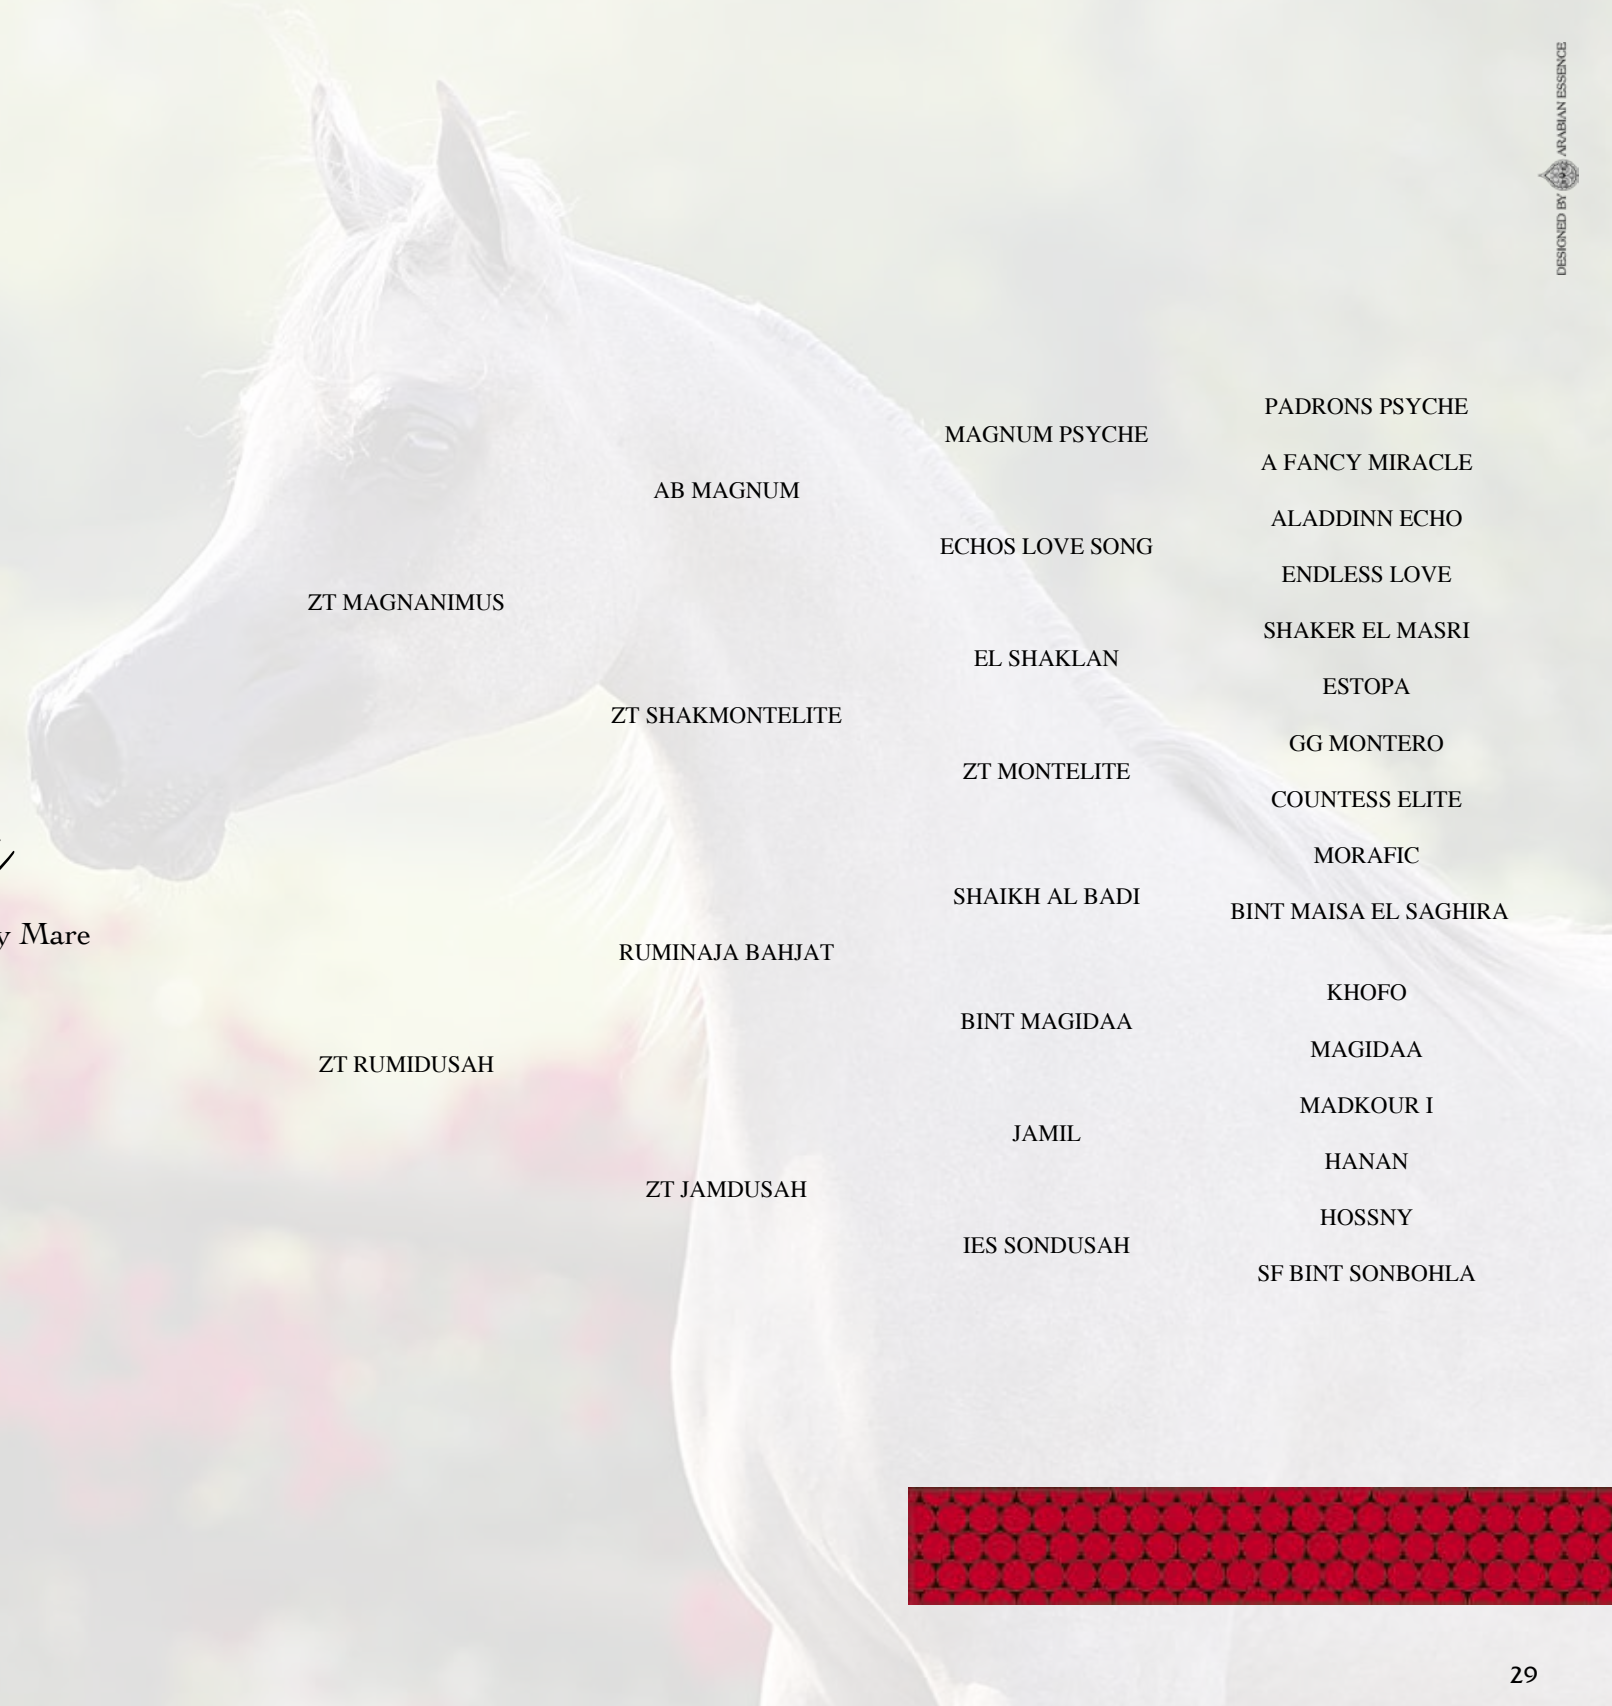 DESIGNED BY ARABIAN ESSENCE
PADRONS PSYCHE
MAGNUM PSYCHE
A FANCY MIRACLE
AB MAGNUM
ALADDINN ECHO
ECHOS LOVE SONG
ENDLESS LOVE
ZT MAGNANIMUS
SHAKER EL MASRI
EL SHAKLAN
ESTOPA
ZT SHAKMONTELITE
GG MONTERO
ZT MONTELITE
COUNTESS ELITE
MORAFIC
SHAIKH AL BADI
BINT MAISA EL SAGHIRA
y Mare
RUMINAJA BAHJAT
KHOFO
BINT MAGIDAA
MAGIDAA
ZT RUMIDUSAH
MADKOUR I
JAMIL
HANAN
ZT JAMDUSAH
HOSSNY
IES SONDUSAH
SF BINT SONBOHLA
29